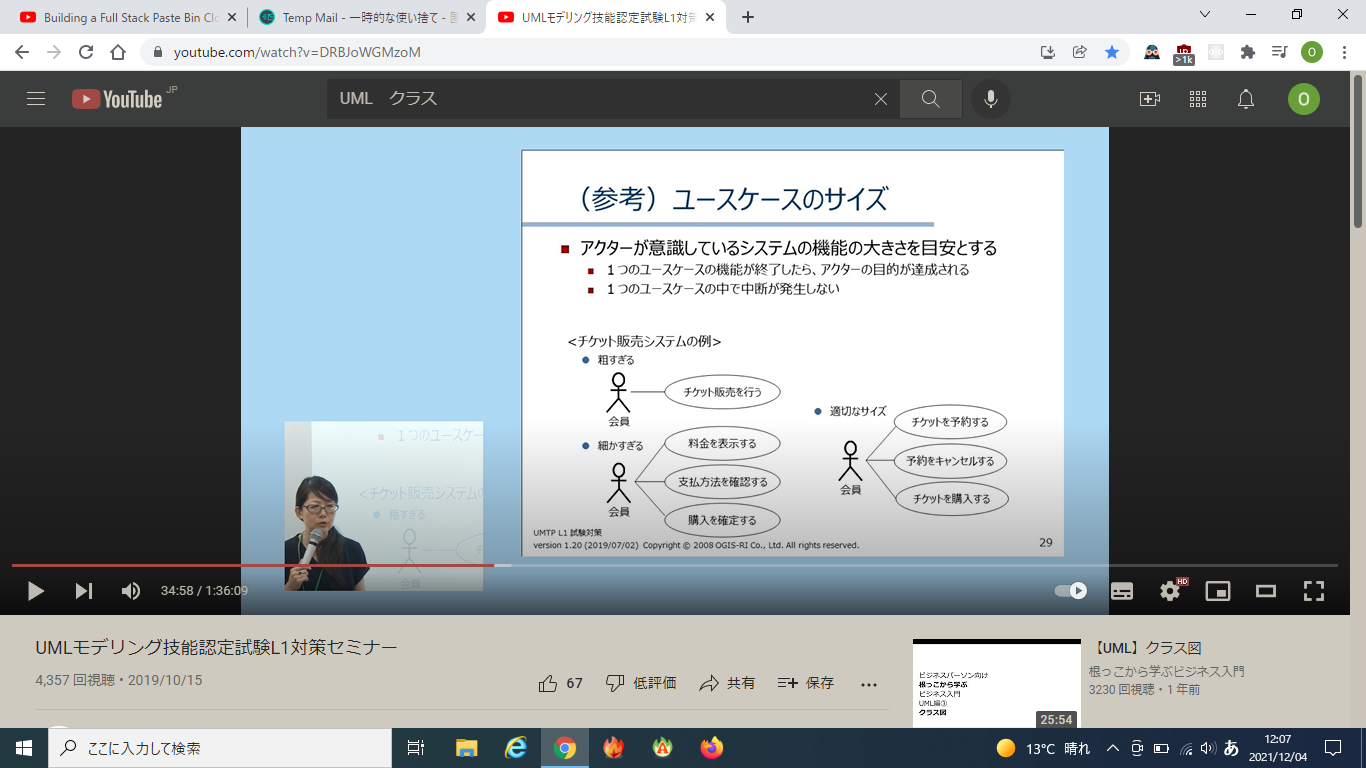 Building a Full Stack Paste Bin Clo
Temp Mail - 一時的な使い捨て - 匿
UMLモデリング技能認定試験L1対策
youtube.com/watch?v=DRBJoWGMzoM
>1k
O
YouTube JP
UML クラス
O
（参考）ユースケースのサイズ
アクターが意識しているシステムの機能の大きさを目安とする
１つのユースケースの機能が終了したら、アクターの目的が達成される
１つのユースケースの中で中断が発生しない
<チケット販売システムの例>
粗すぎる
チケット販売を行う
会員
細かすぎる
料金を表示する
支払方法を確認する
購入を確定する
会員
適切なサイズ
チケットを予約する
予約をキャンセルする
チケットを購入する
会員
UMTP L1 試験対策
version 1.20 (2019/07/02) Copyright © 2008 OGIS-RI Co., Ltd. All rights reserved.
29
１つのユースケー
<チケット販売システムの
粗すぎる
会員
34:58 / 1:36:09
HD
UMLモデリング技能認定試験L1対策セミナー
4,357 回視聴・2019/10/15
67
低評価
共有
保存
ビジネスパーソン向け
根っこから学ぶ
ビジネス入門
UML編③
クラス図
25:54
【UML】クラス図
根っこから学ぶビジネス入門
3230 回視聴・1 年前
ここに入力して検索
13°C 晴れ
あ
12:07
2021/12/04